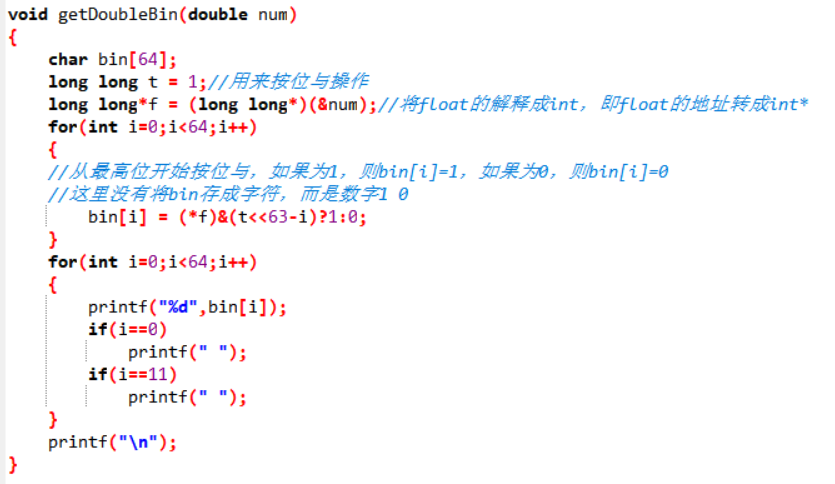 void getDoubleBin(double num)
{
    char bin[64];
    long long t = 1;//用来按位与操作
    long long*f = (long long*)(&num);//将float的解释成int，即float的地址转成int*
    for(int i=0;i<64;i++)
    {
    //从最高位开始按位与，如果为1，则bin[i]=1，如果为0，则bin[i]=0
    //这里没有将bin存成字符，而是数字1 0
        bin[i] = (*f)&(t<<63-i)?1:0;
    }
    for(int i=0;i<64;i++)
    {
        printf("%d",bin[i]);
        if(i==0)
            printf(" ");
        if(i==11)
            printf(" ");
    }
    printf("\n");
}